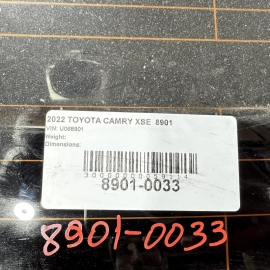 2022 TOYOTA CAMRY XSE 8901
VIN: U088801
Weight:
Dimensions:
8901-0033
8901-0033